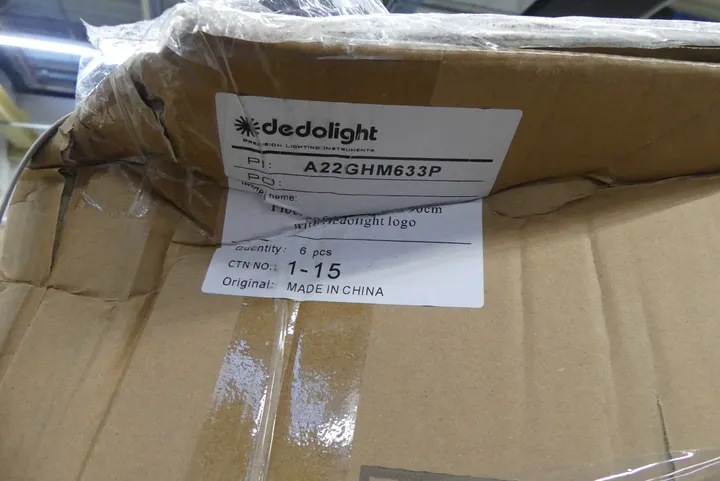 dedolight
PRECISION LIGHTING INSTRUMENTS
PI: A22GHM633P
PO:
name:
with Dedolight logo
Quantity: 6 pcs
CTN NO.: 1-15
Original: MADE IN CHINA